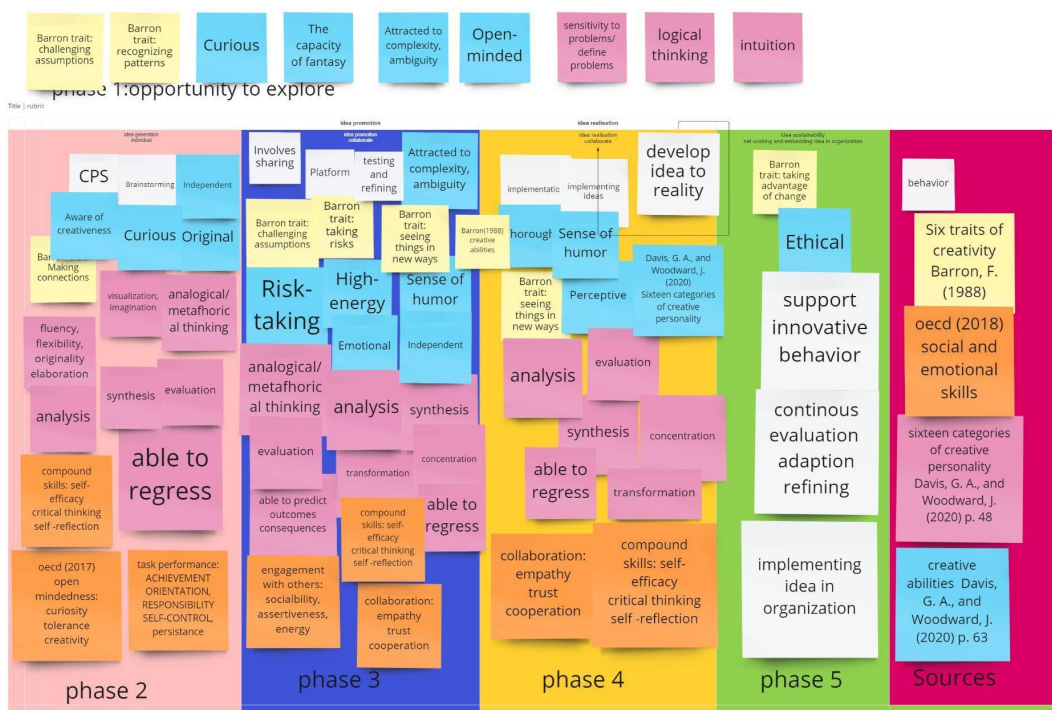 Barron trait:
challenging
assumptions
Barron
trait:
recognizing
patterns
Curious
The
capacity
of fantasy
Attracted to
complexity,
ambiguity
Open-
minded
sensitivity to
problems/
define
problems
logical
thinking
intuition
phase 1:opportunity to explore
Title | rubric
idea generation
individual
CPS
Brainstorming
Independent
Aware of
creativeness
Curious
Original
Making
connections
visualization,
imagination
analogical/
metaforic
al thinking
fluency,
flexibility,
originality
elaboration
synthesis
evaluation
analysis
able to
regress
compound
skills: self-
efficacy
critical thinking
self -reflection
oecd (2017)
open
mindedness:
curiosity
tolerance
creativity
task performance:
ACHIEVEMENT
ORIENTATION,
RESPONSIBILITY
SELF-CONTROL,
persistance
phase 2
idea promotion
idea promotion
collaborate
Involves
sharing
Platform
testing
and
refining
Attracted to
complexity,
ambiguity
Barron trait:
challenging
assumptions
Barron
trait:
taking
risks
Barron
trait:
seeing
things in
new ways
Barron(1988)
creative
abilities
Risk-
taking
High-
energy
Sense of
humor
Emotional
Independent
analogical/
metafhoric
al thinking
analysis
synthesis
evaluation
transformation
concentration
able to predict
outcomes
consequences
compound
skills: self-
efficacy
critical thinking
self -reflection
able to
regress
engagement
with others:
socialbility,
assertiveness,
energy
collaboration:
empathy
trust
cooperation
phase 3
idea realisation
idea realisation
collaborate
implementatio
implementing
ideas
develop
idea to
reality
Sense of
humor
Barron
trait:
seeing
things in
new ways
Perceptive
Davis, G. A., and
Woodward, J.
(2020)
Sixteen categories
of creative
personality
analysis
evaluation
synthesis
concentration
able to
regress
transformation
collaboration:
empathy
trust
cooperation
compound
skills: self-
efficacy
critical thinking
self -reflection
phase 4
idea sustainability
net working and embedding idea in organization
Barron
trait: taking
advantage
of change
Ethical
support
innovative
behavior
continous
evaluation
adaption
refining
implementing
idea in
organization
phase 5
behavior
Six traits
of
creativity
Barron, F.
(1988)
oecd (2018)
social and
emotional
skills
sixteen categories
of creative
personality
Davis, G. A., and
Woodward, J.
(2020) p. 48
creative
abilities Davis,
G. A., and
Woodward, J.
(2020) p. 63
Sources